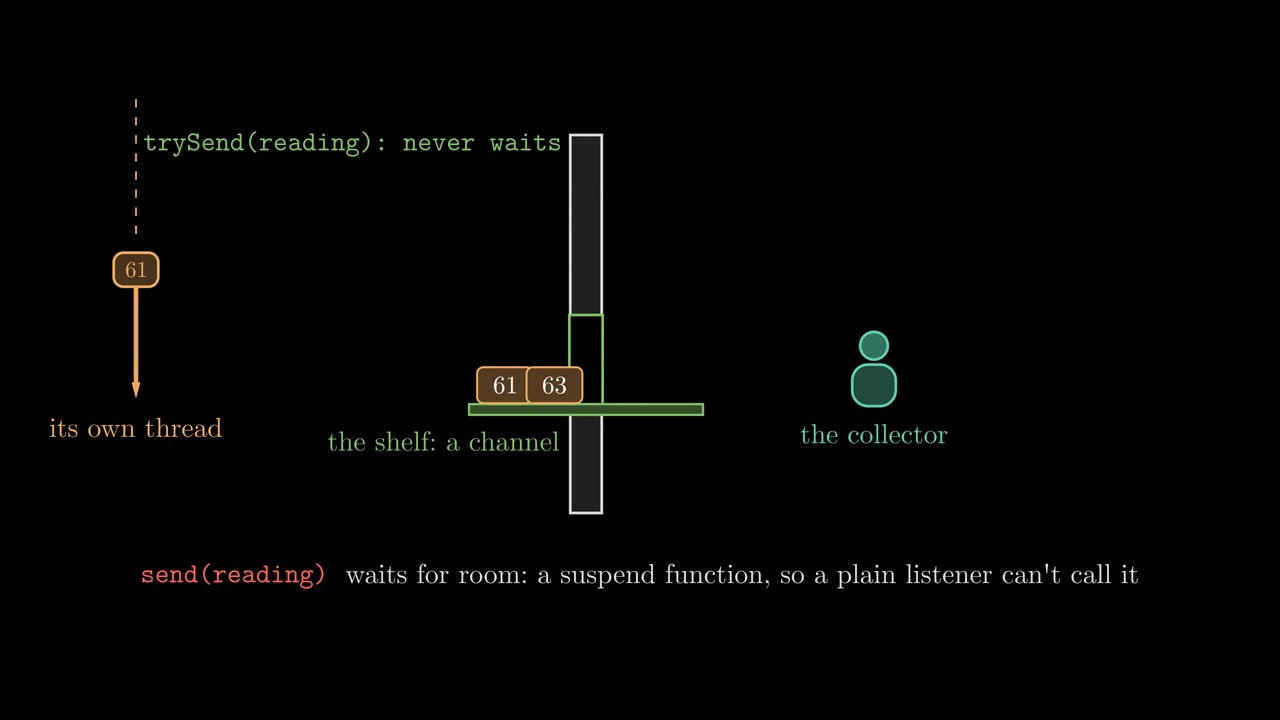 trySend(reading): never waits
61
61
63
its own thread
the shelf: a channel
the collector
send(reading) waits for room: a suspend function, so a plain listener can't call it